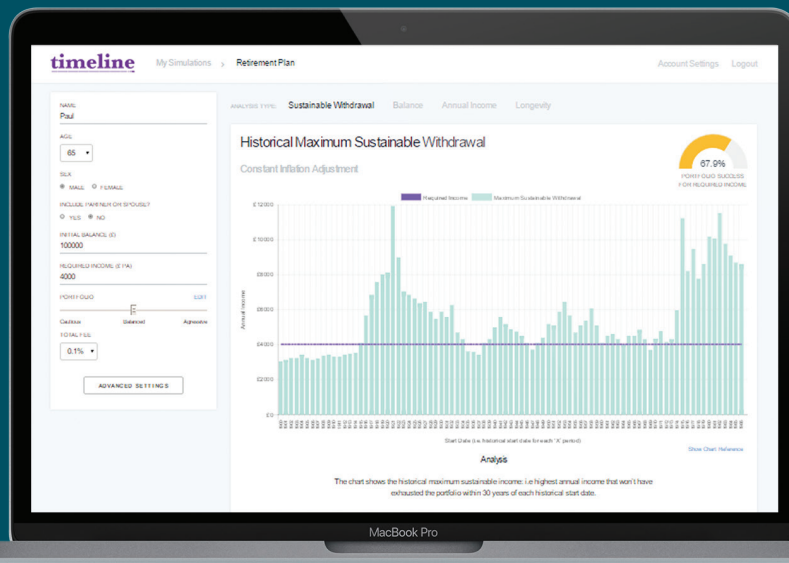 timeline
My Simulations > Retirement Plan
Account Settings Logout
NAME
Paul
AGE
65
SEX
MALE FEMALE
INCLUDE PARTNER OR SPOUSE?
YES NO
INITIAL BALANCE (£)
100000
REQUIRED INCOME (£ PA)
4000
PORTFOLIO EDIT
Cautious Balanced Aggressive
TOTAL FEE
0.1%
ADVANCED SETTINGS
ANALYSIS TYPE: Sustainable Withdrawal Balance Annual Income Longevity
Historical Maximum Sustainable Withdrawal
Constant Inflation Adjustment
67.9%
PORTFOLIO SUCCESS
FOR REQUIRED INCOME
Required Income Maximum Sustainable Withdrawal
£12000
£10000
£8000
£6000
£4000
£2000
£0
Annual Income
Start Date (i.e. historical start date for each 'X' period)
Show Chart Reference
Analysis
The chart shows the historical maximum sustainable income: i.e highest annual income that won't have
exhausted the portfolio within 30 years of each historical start date.
MacBook Pro